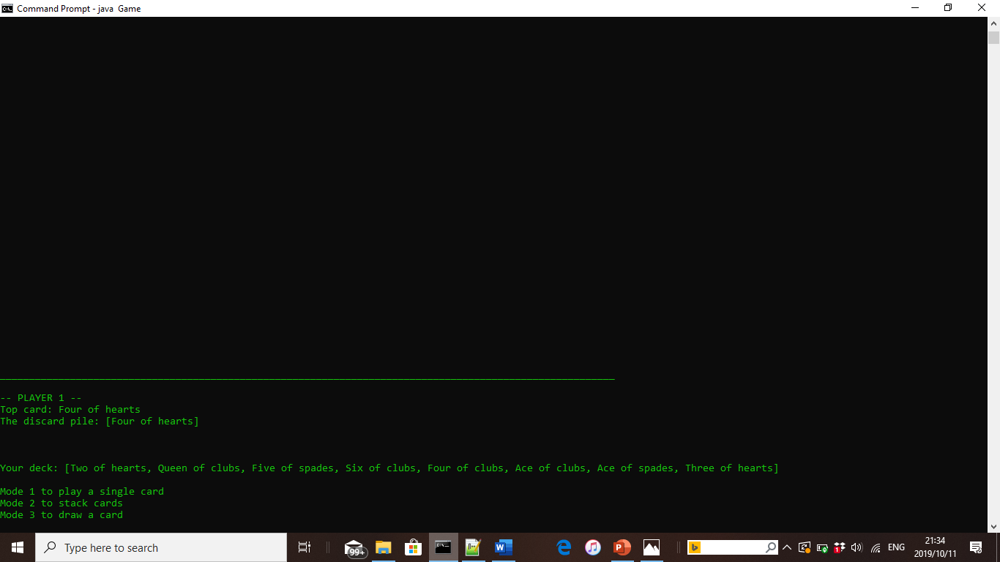 Command Prompt - java  Game
-- PLAYER 1 --
Top card: Four of hearts
The discard pile: [Four of hearts]
Your deck: [Two of hearts, Queen of clubs, Five of spades, Six of clubs, Four of clubs, Ace of clubs, Ace of spades, Three of hearts]
Mode 1 to play a single card
Mode 2 to stack cards
Mode 3 to draw a card
Type here to search
99+
1
ENG
21:34
2019/10/11